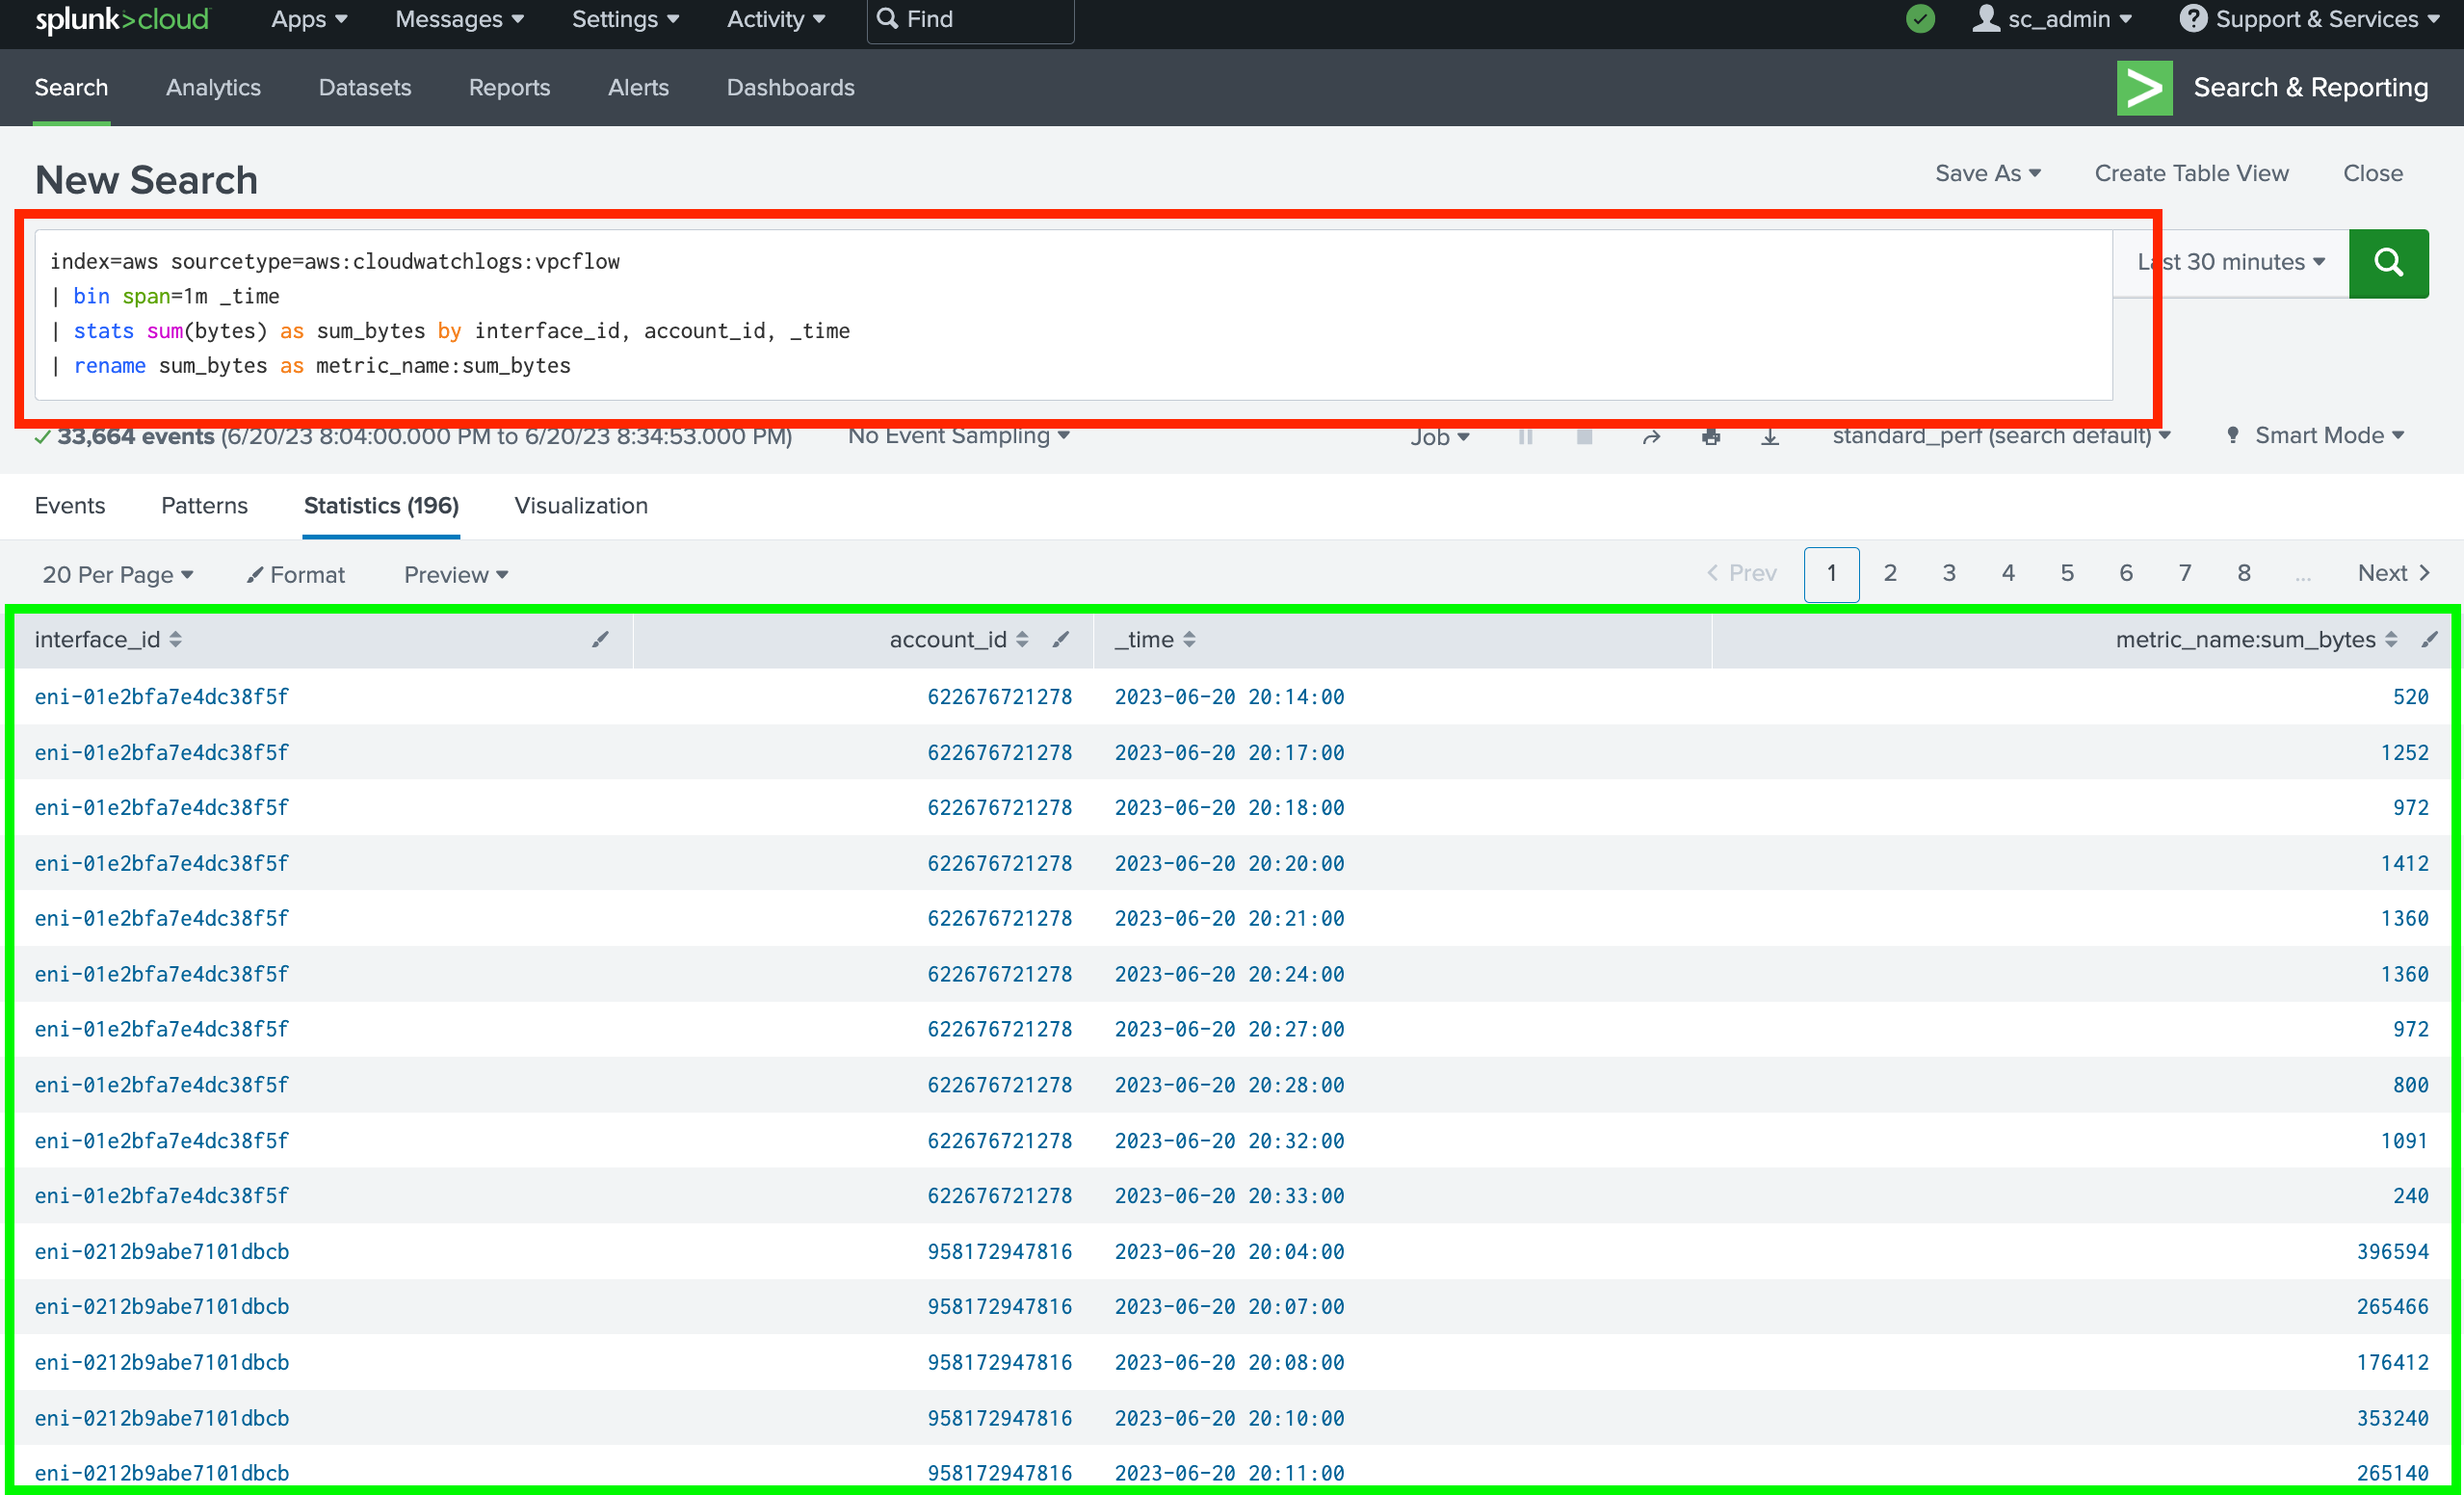 splunk>cloud Apps Messages Settings Activity Find sc_admin ? Support & Services
Search Analytics Datasets Reports Alerts Dashboards > Search & Reporting
New Search Save As Create Table View Close
index=aws sourcetype=aws:cloudwatchlogs:vpcflow Last 30 minutes
| bin span=1m _time
| stats sum(bytes) as sum_bytes by interface_id, account_id, _time
| rename sum_bytes as metric_name:sum_bytes
33,664 events (6/20/23 8:04:00.000 PM to 6/20/23 8:34:53.000 PM) No Event Sampling Job standard_perf (search default) Smart Mode
Events Patterns Statistics (196) Visualization
20 Per Page Format Preview < Prev 1 2 3 4 5 6 7 8 ... Next >
interface_id account_id _time metric_name:sum_bytes
eni-01e2bfa7e4dc38f5f 622676721278 2023-06-20 20:14:00 520
eni-01e2bfa7e4dc38f5f 622676721278 2023-06-20 20:17:00 1252
eni-01e2bfa7e4dc38f5f 622676721278 2023-06-20 20:18:00 972
eni-01e2bfa7e4dc38f5f 622676721278 2023-06-20 20:20:00 1412
eni-01e2bfa7e4dc38f5f 622676721278 2023-06-20 20:21:00 1360
eni-01e2bfa7e4dc38f5f 622676721278 2023-06-20 20:24:00 1360
eni-01e2bfa7e4dc38f5f 622676721278 2023-06-20 20:27:00 972
eni-01e2bfa7e4dc38f5f 622676721278 2023-06-20 20:28:00 800
eni-01e2bfa7e4dc38f5f 622676721278 2023-06-20 20:32:00 1091
eni-01e2bfa7e4dc38f5f 622676721278 2023-06-20 20:33:00 240
eni-0212b9abe7101dbcb 958172947816 2023-06-20 20:04:00 396594
eni-0212b9abe7101dbcb 958172947816 2023-06-20 20:07:00 265466
eni-0212b9abe7101dbcb 958172947816 2023-06-20 20:08:00 176412
eni-0212b9abe7101dbcb 958172947816 2023-06-20 20:10:00 353240
eni-0212b9abe7101dbcb 958172947816 2023-06-20 20:11:00 265140